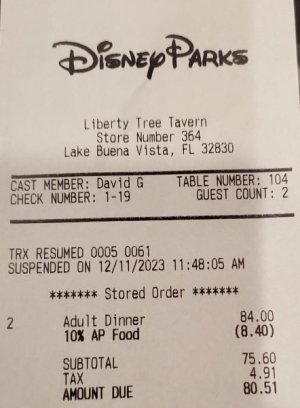 Disney Parks
Liberty Tree Tavern
Store Number 364
Lake Buena Vista, FL 32830
CAST MEMBER: David G TABLE NUMBER: 104
CHECK NUMBER: 1-19 GUEST COUNT: 2
TRX RESUMED 0005 0061
SUSPENDED ON 12/11/2023 11:48:05 AM
******* Stored Order *******
2 Adult Dinner 84.00
10% AP Food (8.40)
SUBTOTAL 75.60
TAX 4.91
AMOUNT DUE 80.51